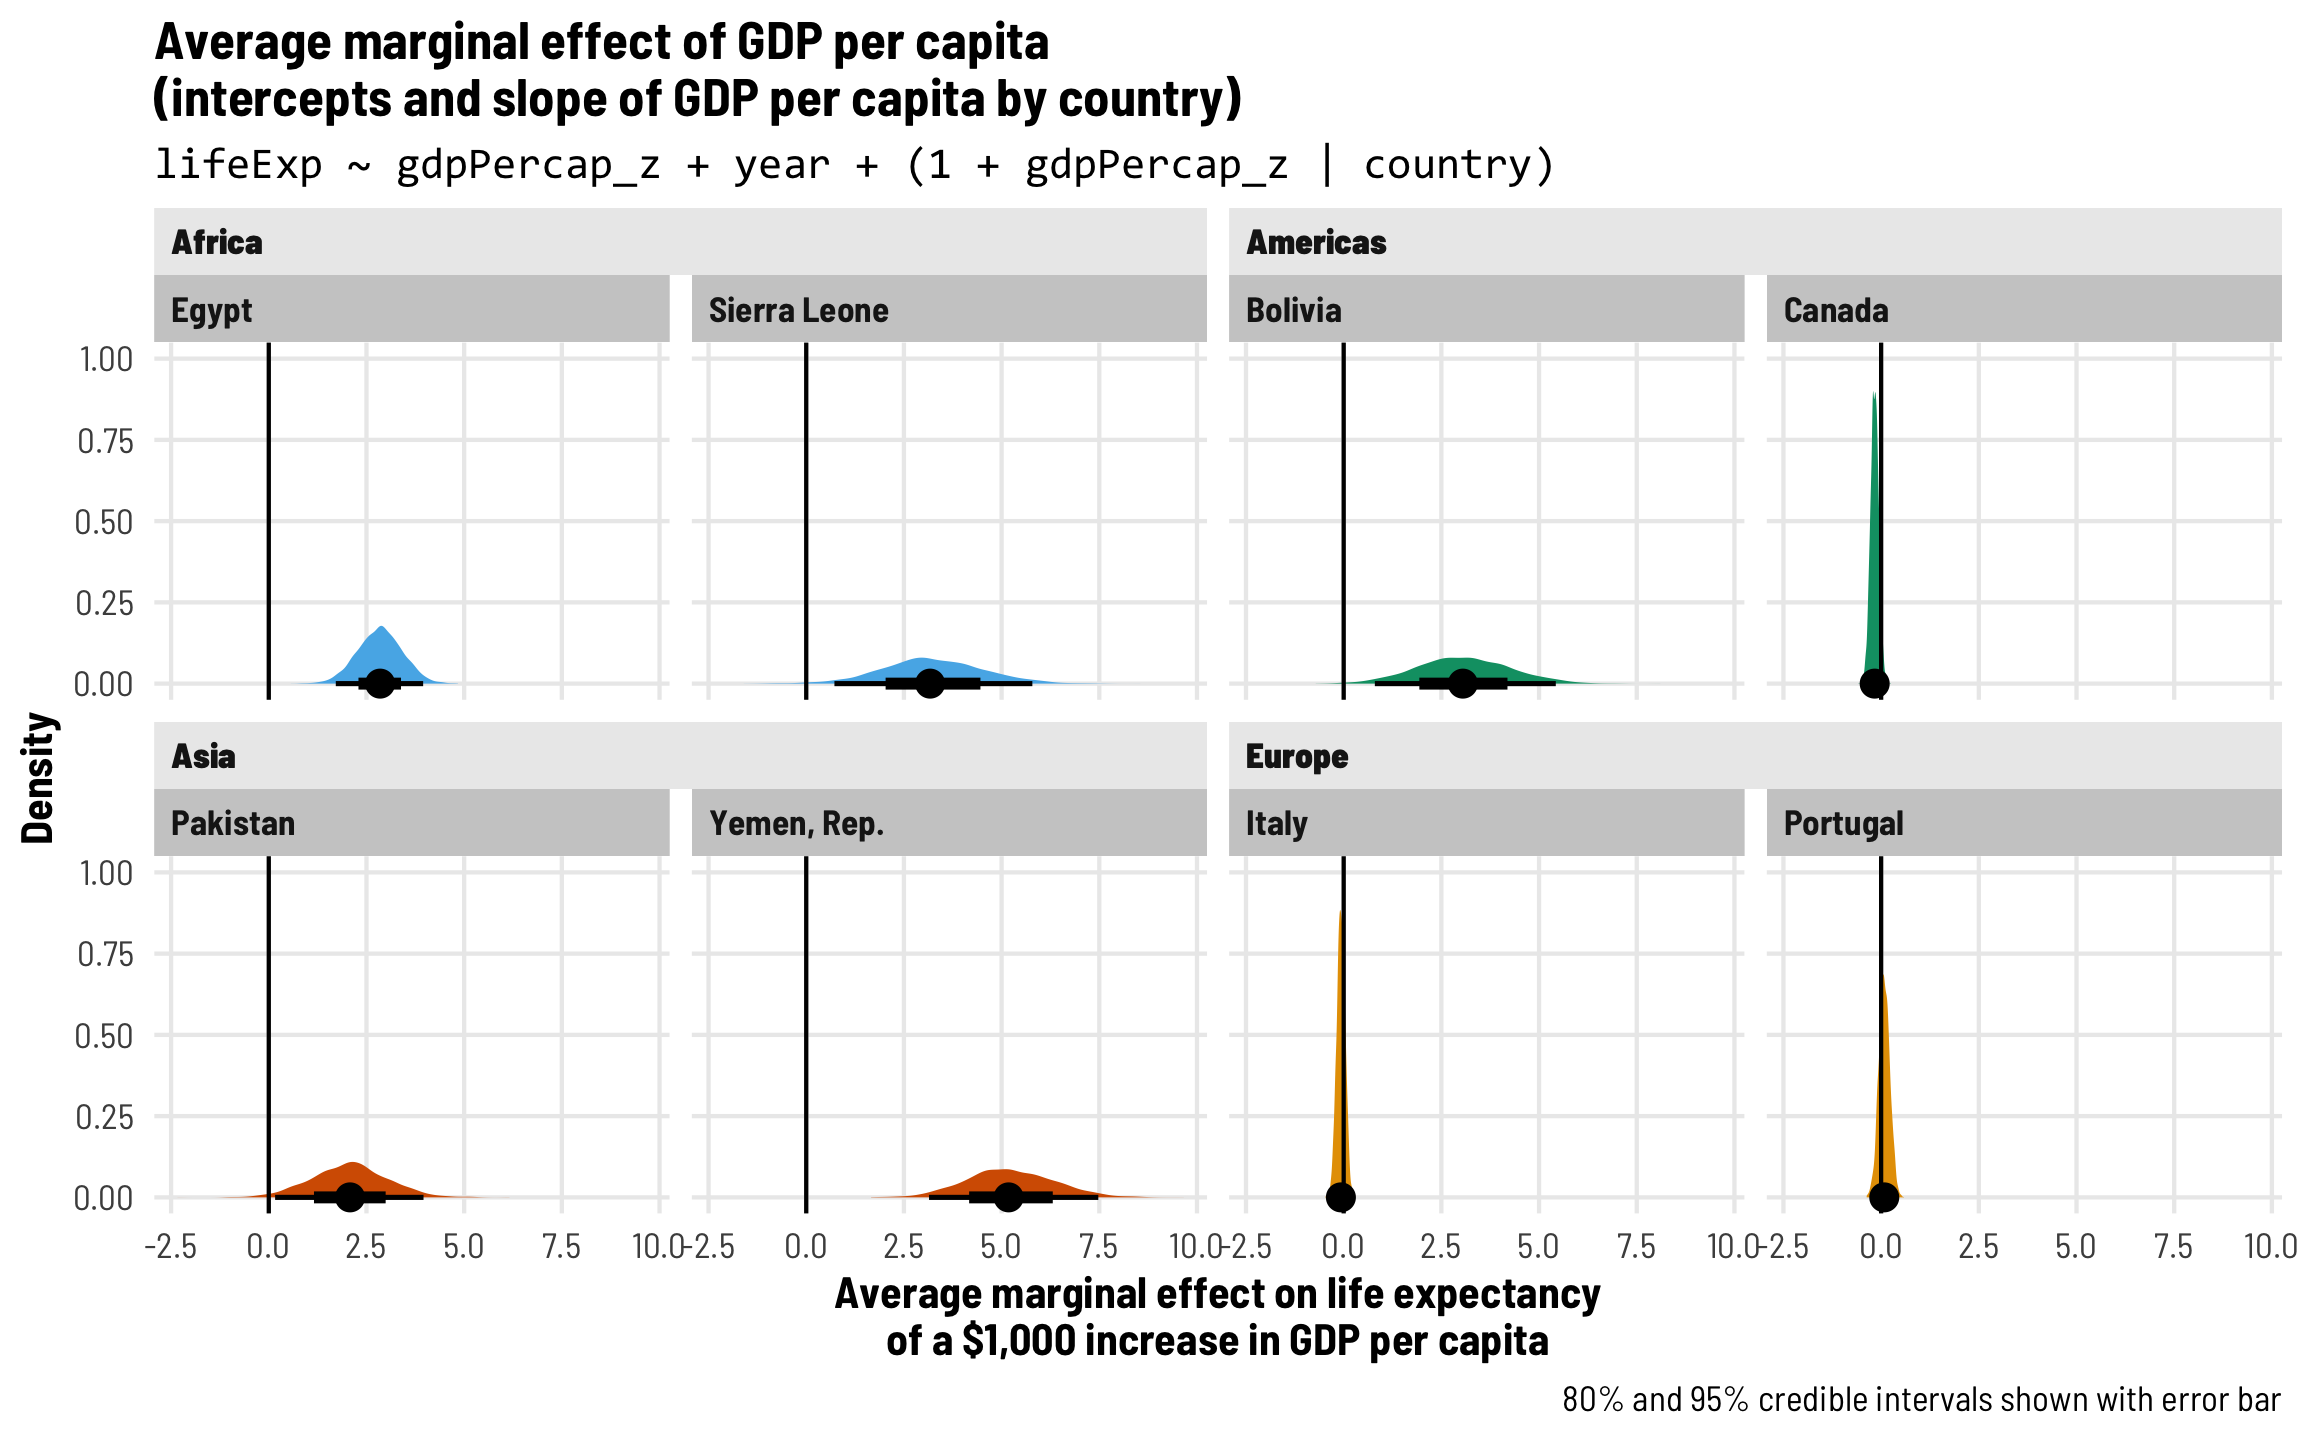 Average marginal effect of GDP per capita
(intercepts and slope of GDP per capita by country)
lifeExp ~ gdpPercap_z + year + (1 + gdpPercap_z | country)
Africa
Americas
Egypt
Sierra Leone
Bolivia
Canada
1.00
0.75
0.50
0.25
0.00
Density
Asia
Europe
Pakistan
Yemen, Rep.
Italy
Portugal
1.00
0.75
0.50
0.25
0.00
-2.5 0.0 2.5 5.0 7.5 10.0 -2.5 0.0 2.5 5.0 7.5 10.0 -2.5 0.0 2.5 5.0 7.5 10.0 -2.5 0.0 2.5 5.0 7.5 10.0
Average marginal effect on life expectancy
of a $1,000 increase in GDP per capita
80% and 95% credible intervals shown with error bar